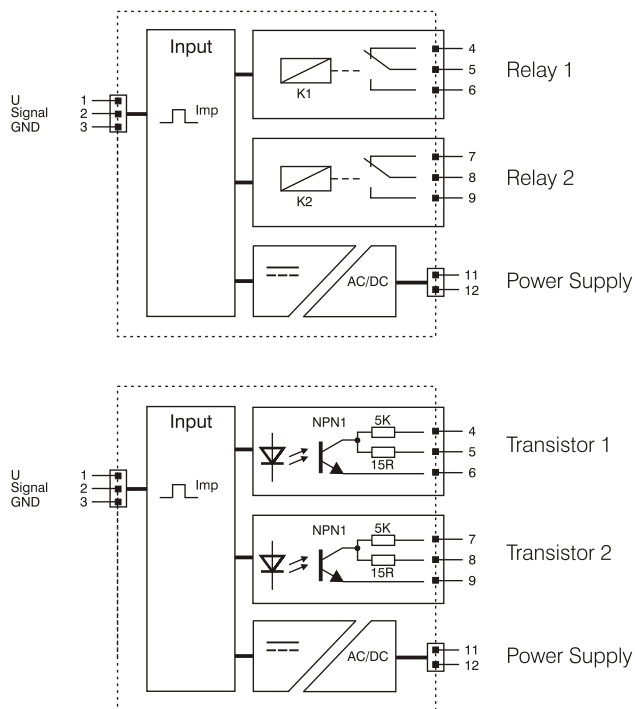 Input
U 1
Signal 2
GND 3
Imp
K1
4
5
6
Relay 1
K2
7
8
9
Relay 2
AC/DC
11
12
Power Supply
Input
U 1
Signal 2
GND 3
Imp
NPN1
5K
15R
4
5
6
Transistor 1
NPN1
5K
15R
7
8
9
Transistor 2
AC/DC
11
12
Power Supply